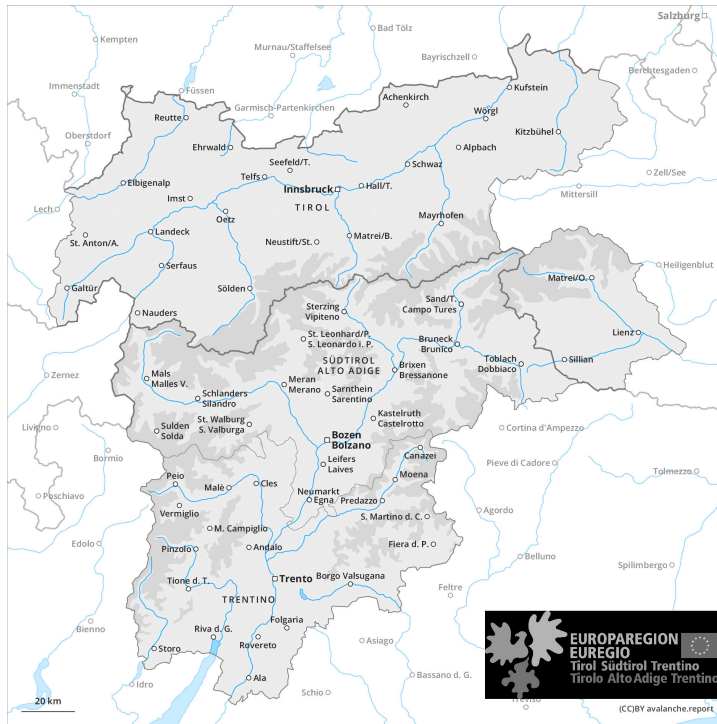 Salzburg
Kempten
Bad Tölz
Murnau/Staffelsee
Bayrischzell
Berchtesgaden
Immenstadt
Füssen
Kufstein
Achenkirch
Garmisch-Partenkirchen
Reutte
Wörgl
Oberstdorf
Kitzbühel
Ehrwald
Alpbach
Seefeld/T.
Schwaz
Zell/See
Telfs
Elbigenalp
Innsbruck
Hall/T.
Mittersill
Imst
TIROL
Lech
Oetz
Mayrhofen
Landeck
St. Anton/A.
Neustift/St.
Matrei/B.
Serfaus
Heiligenblut
Matrei/O.
Galtür
Sölden
Sand/T.
Campo Tures
Nauders
Sterzing
Vipiteno
St. Leonhard/P.
S. Leonardo i. P.
Lienz
Bruneck
Brunico
SÜDTIROL
ALTO ADIGE
Toblach
Dobbiaco
Sillian
Zernez
Mals
Malles V.
Brixen
Bressanone
Meran
Merano
Sarnthein
Sarentino
Schlanders
Silandro
St. Walburg
S. Valburga
Kastelruth
Castelrotto
Livigno
Sulden
Solda
Cortina d'Ampezzo
Bozen
Bolzano
Bormio
Canazei
Leifers
Laives
Pieve di Cadore
Tolmezzo
Peio
Moena
Malè
Cles
Neumarkt
Egna
Predazzo
Poschiavo
Vermiglio
Agordo
S. Martino d. C.
M. Campiglio
Edolo
Pinzolo
Andalo
Fiera d. P.
Belluno
Spilimbergo
Tione d. T.
Trento
Borgo Valsugana
Feltre
TRENTINO
Folgaria
Bienno
Riva d. G.
Rovereto
Asiago
Storo
EUROPAREGION
EUREGIO
Tirol Südtirol Trentino
Tirolo Alto Adige Trentino
Ala
Idro
Schio
Bassano d. G.
Treviso
20 km
(CC)BY avalanche.report